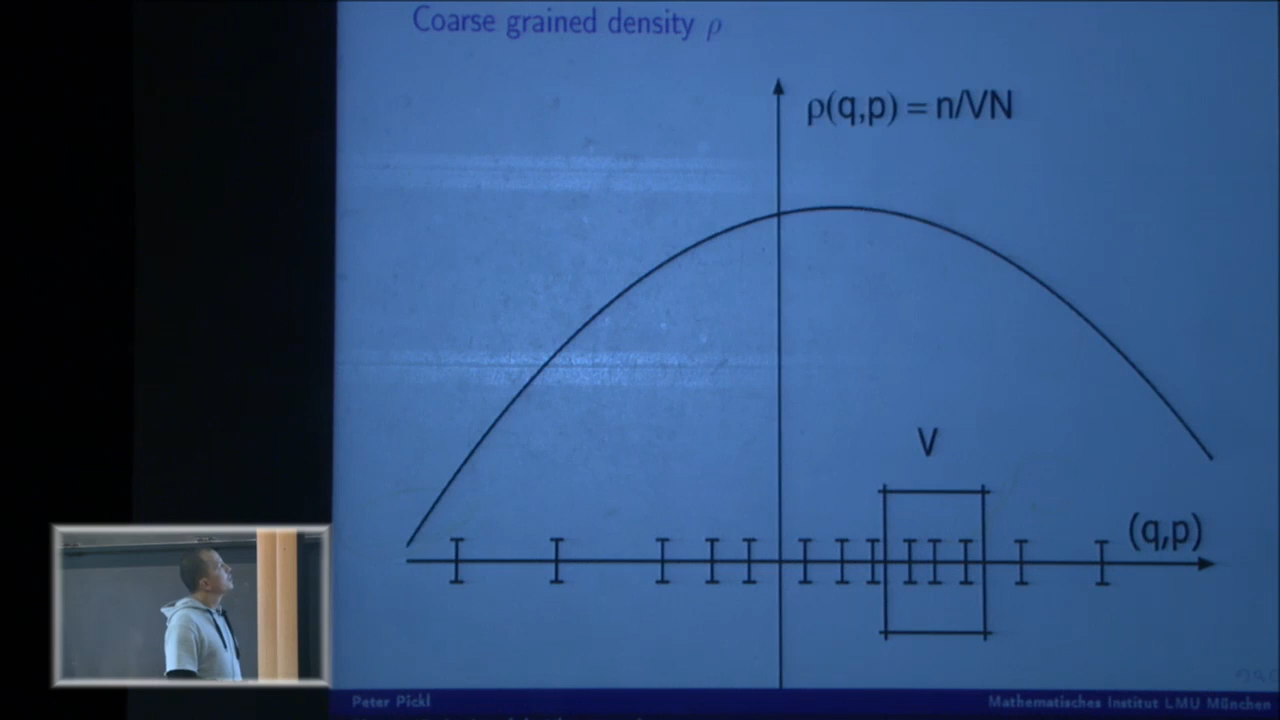 Coarse grained density ρ
ρ(q,p) = n/VN
V
(q,p)
Peter Pickl
Mathematisches Institut LMU München